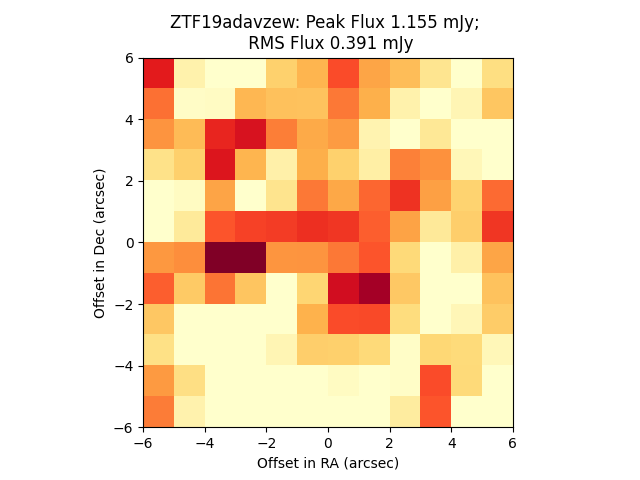 ZTF19adavzew: Peak Flux 1.155 mJy;
RMS Flux 0.391 mJy
6
4
2
0
−2
−4
−6
Offset in Dec (arcsec)
−6 −4 −2 0 2 4 6
Offset in RA (arcsec)